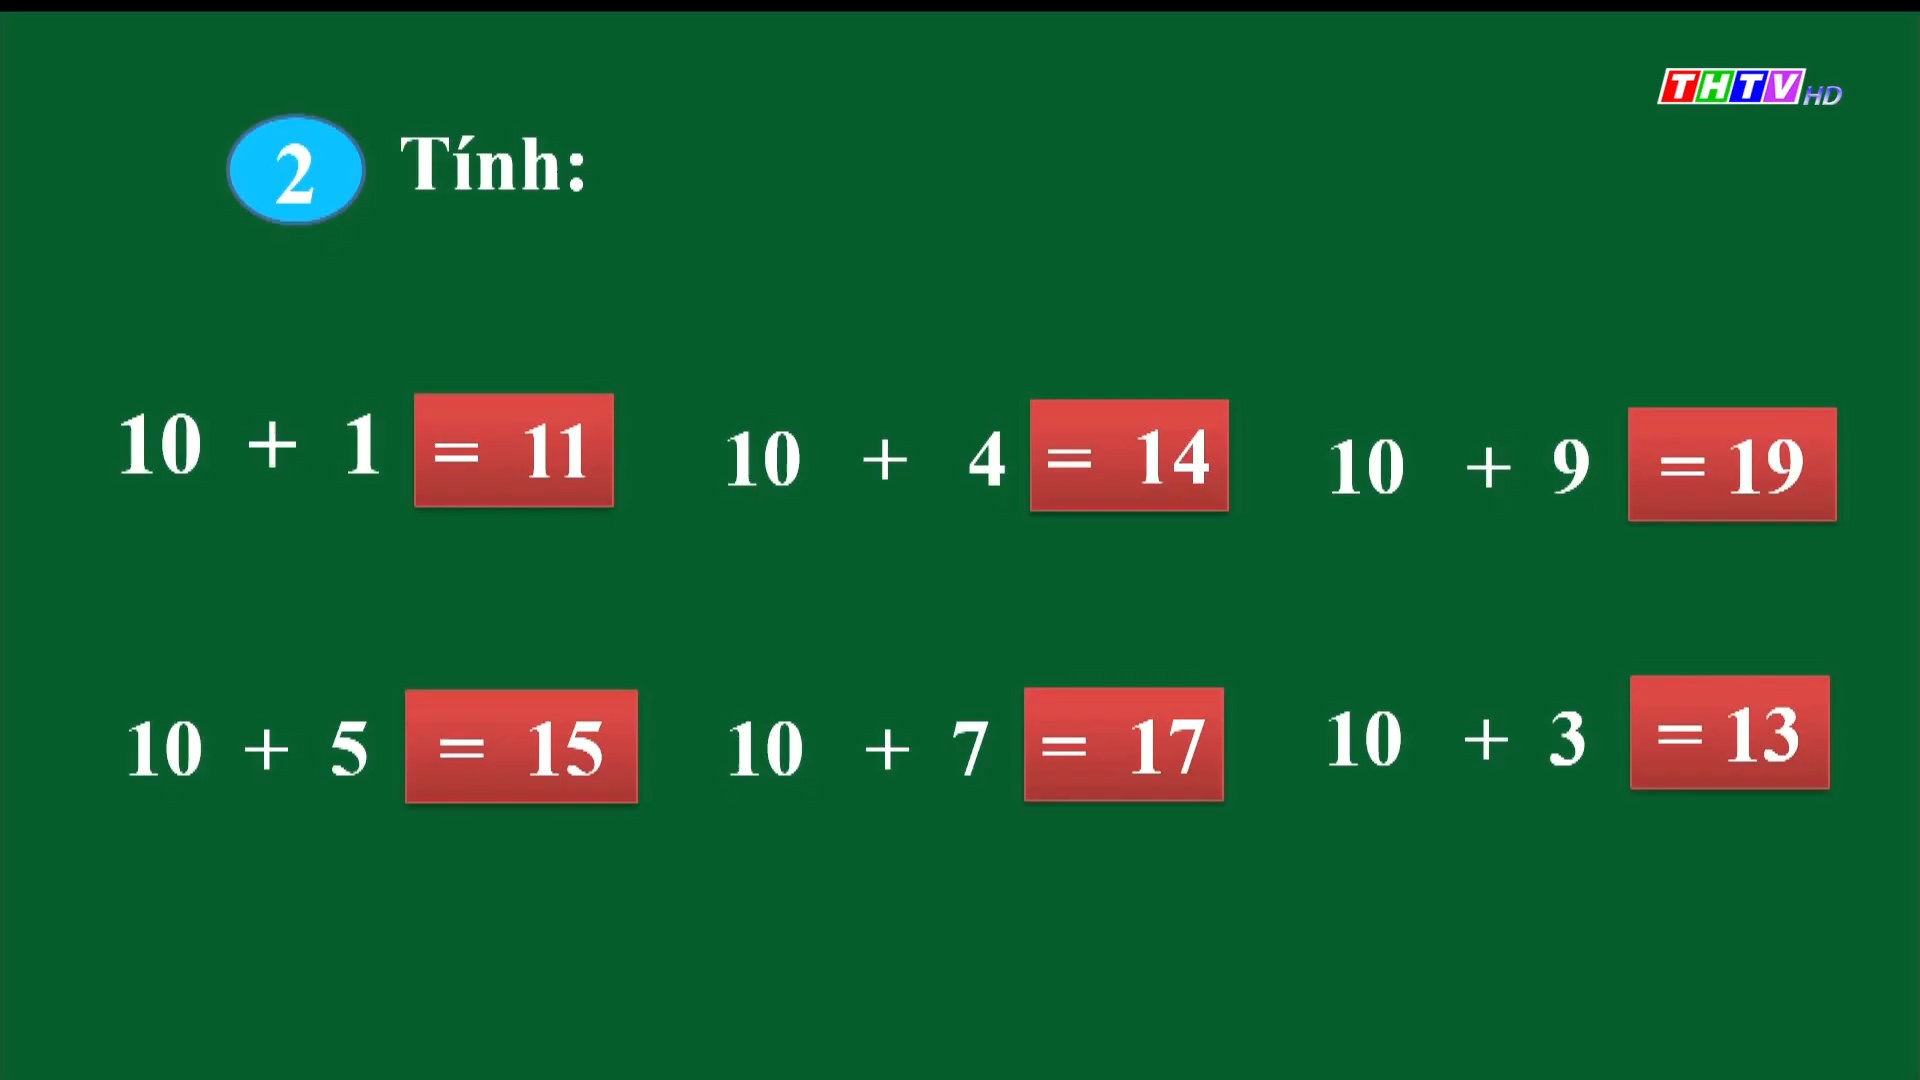 THTV HD
2 Tính:
10 + 1 = 11 10 + 4 = 14 10 + 9 = 19
10 + 5 = 15 10 + 7 = 17 10 + 3 = 13